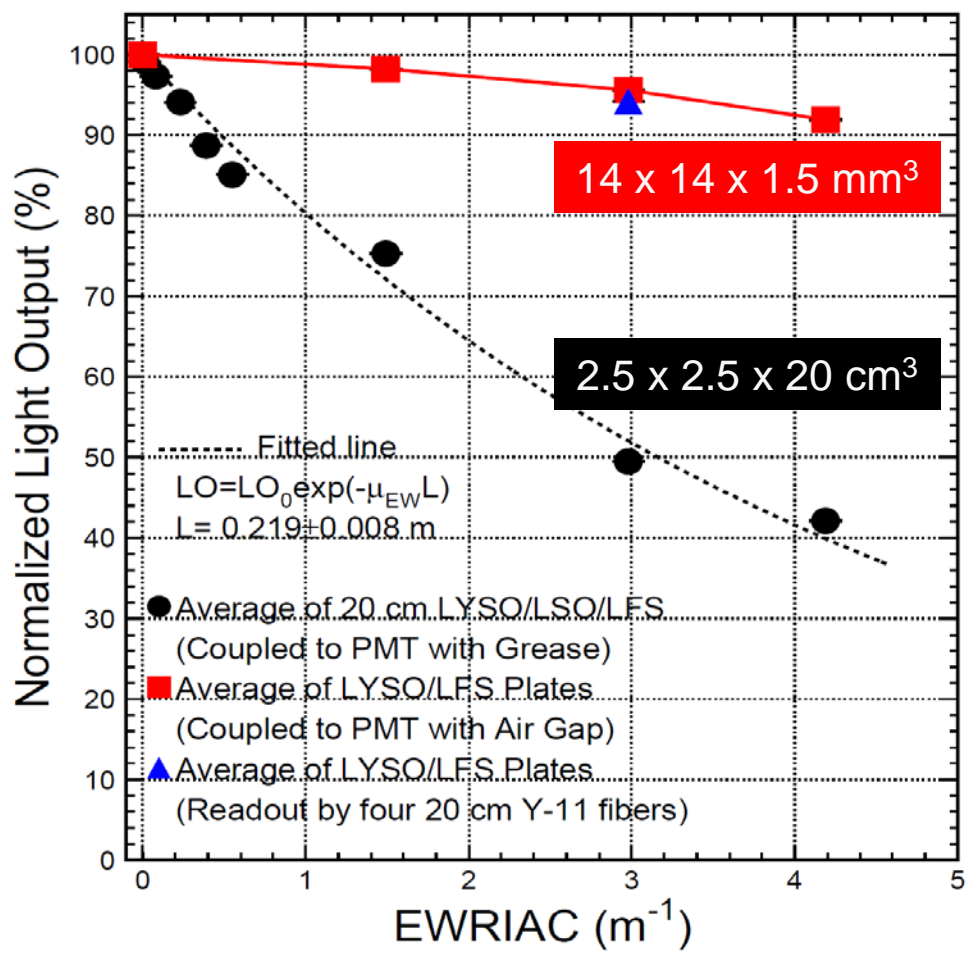 Normalized Light Output (%)
100
90
80
70
60
50
40
30
20
10
0
14 x 14 x 1.5 mm³
2.5 x 2.5 x 20 cm³
Fitted line
LO=LO₀exp(-μ_EWL)
L= 0.219±0.008 m
Average of 20 cm LYSO/LSO/LFS
(Coupled to PMT with Grease)
Average of LYSO/LFS Plates
(Coupled to PMT with Air Gap)
Average of LYSO/LFS Plates
(Readout by four 20 cm Y-11 fibers)
0 1 2 3 4 5
EWRIAC (m⁻¹)